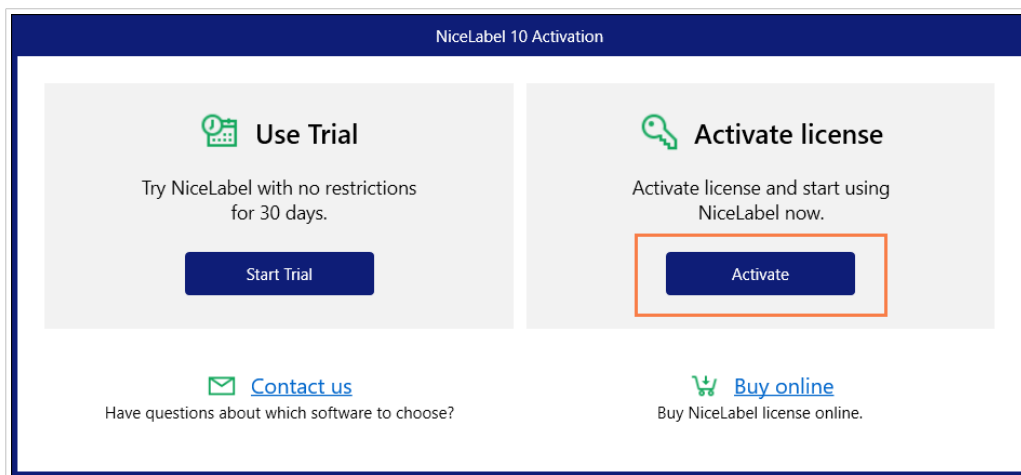 NiceLabel 10 Activation
Use Trial
Try NiceLabel with no restrictions
for 30 days.
Start Trial
Activate license
Activate license and start using
NiceLabel now.
Activate
Contact us
Have questions about which software to choose?
Buy online
Buy NiceLabel license online.